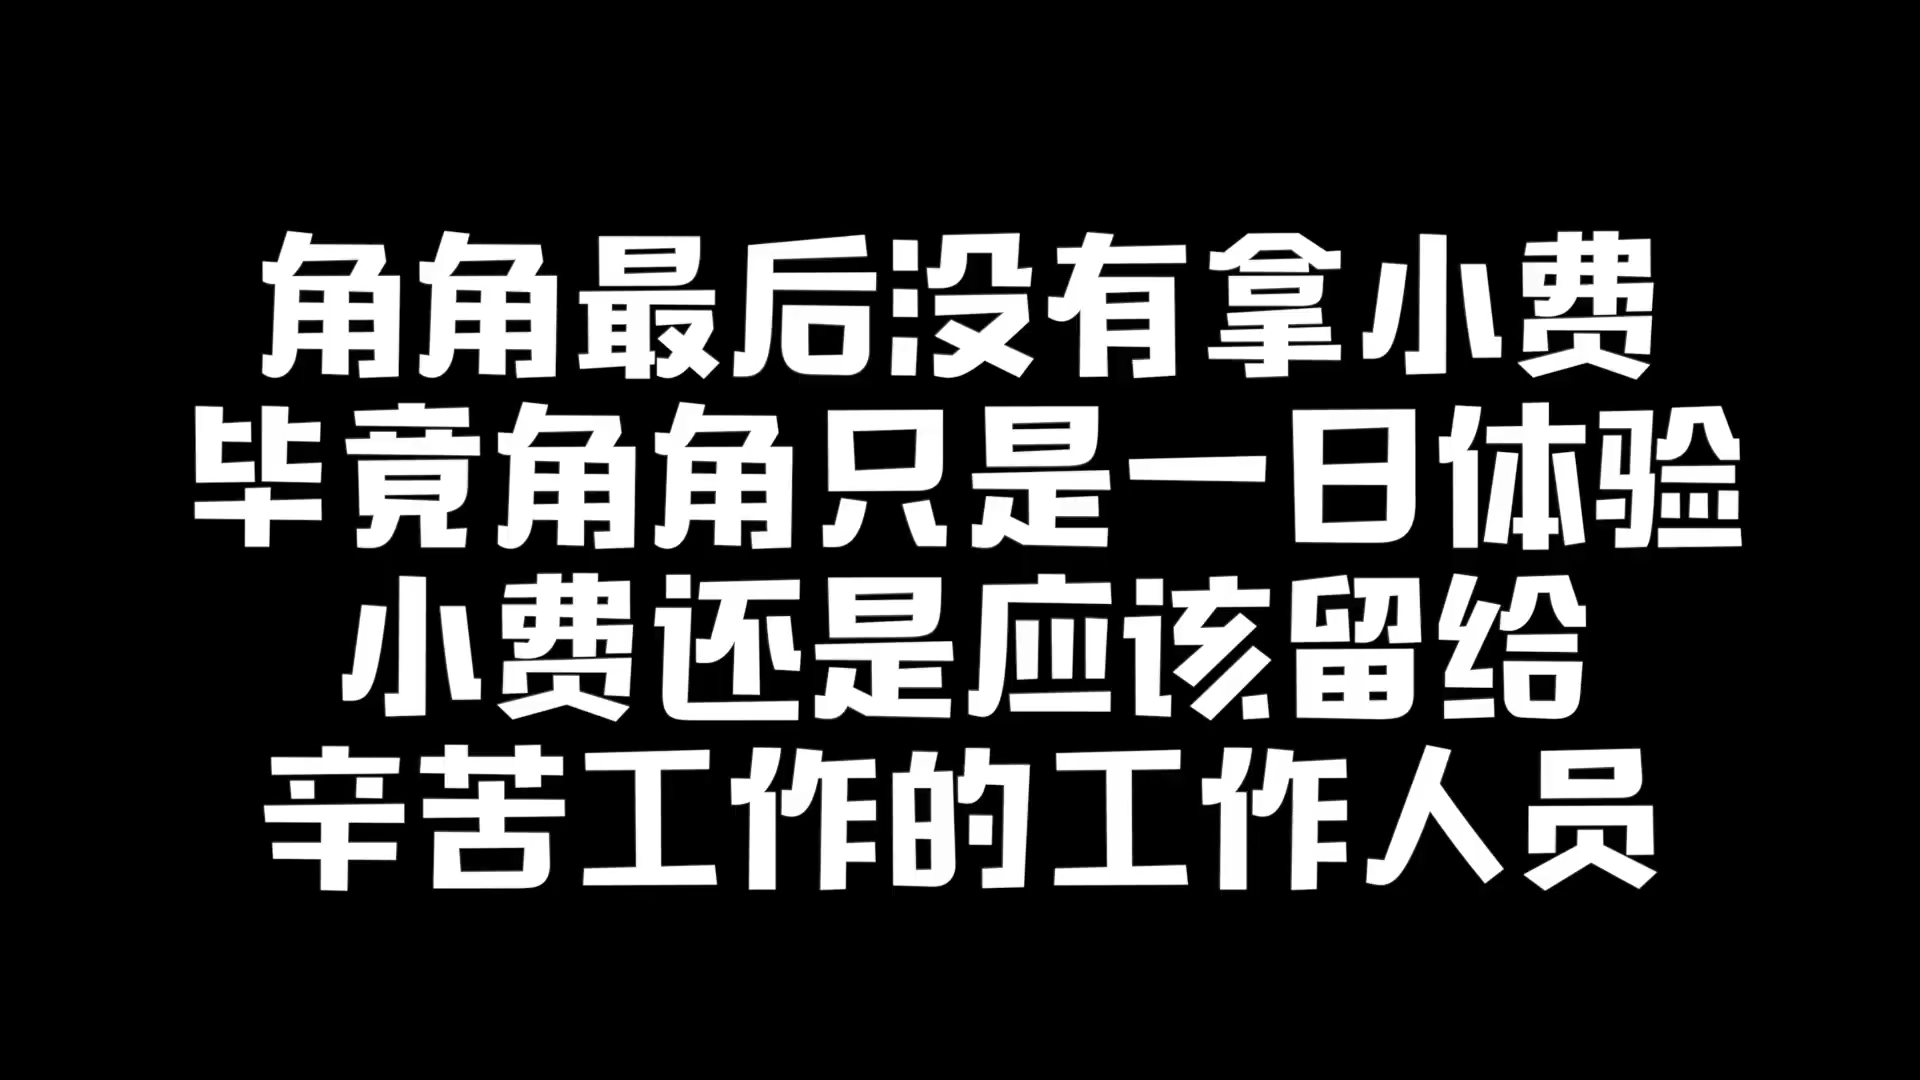 角角最后没有拿小费
毕竟角角只是一日体验
小费还是应该留给
辛苦工作的工作人员